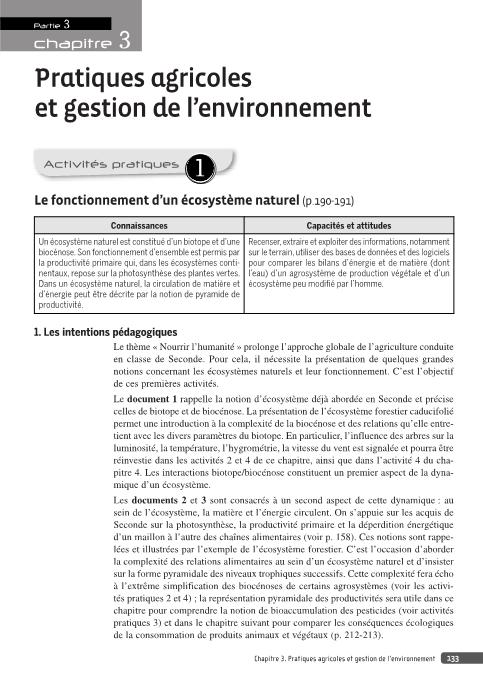 Partie 3
chapitre 3
Pratiques agricoles
et gestion de l'environnement
Activités pratiques 1
Le fonctionnement d'un écosystème naturel (p 190-191)
Connaissances
Un écosystème naturel est constitué d'un biotope et d'une
biocénose. Son fonctionnement d'ensemble est permis par
la productivité primaire qui, dans les écosystèmes conti-
nentaux, repose sur la photosynthèse des plantes vertes.
Dans un écosystème naturel, la circulation de matière et
d'énergie peut être décrite par la notion de pyramide de
productivité.
Capacités et attitudes
Recenser, extraire et exploiter des informations, notamment
sur le terrain, utiliser des bases de données et des logiciels
pour comparer les bilans d'énergie et de matière (dont
l'eau) d'un agrosystème de production végétale et d'un
écosystème peu modifié par l'homme.
1. Les intentions pédagogiques
Le thème « Nourrir l'humanité » prolonge l'approche globale de l'agriculture conduite
en classe de Seconde. Pour cela, il nécessite la présentation de quelques grandes
notions concernant les écosystèmes naturels et leur fonctionnement. C'est l'objectif
de ces premières activités.
Le document 1 rappelle la notion d'écosystème déjà abordée en Seconde et précise
celles de biotope et de biocénose. La présentation de l'écosystème forestier caducifolié
permet une introduction à la complexité de la biocénose et des relations qu'elle entre-
tient avec les divers paramètres du biotope. En particulier, l'influence des arbres sur la
luminosité, la température, l'hygrométrie, la vitesse du vent est signalée et pourra être
réinvestie dans les activités 2 et 4 de ce chapitre, ainsi que dans l'activité 4 du cha-
pitre 4. Les interactions biotope/biocénose constituent un premier aspect de la dyna-
mique d'un écosystème.
Les documents 2 et 3 sont consacrés à un second aspect de cette dynamique : au
sein de l'écosystème, la matière et l'énergie circulent. On s'appuie sur les acquis de
Seconde sur la photosynthèse, la productivité primaire et la déperdition énergétique
d'un maillon à l'autre des chaînes alimentaires (voir p. 158). Ces notions sont rappe-
lées et illustrées par l'exemple de l'écosystème forestier. C'est l'occasion d'aborder
la complexité des relations alimentaires au sein d'un écosystème naturel et d'insister
sur la forme pyramidale des niveaux trophiques successifs. Cette complexité fera écho
à l'extrême simplification des biocénoses de certains agrosystèmes (voir les activi-
tés pratiques 2 et 4) ; la représentation pyramidale des productivités sera utile dans ce
chapitre pour comprendre la notion de bioaccumulation des pesticides (voir activités
pratiques 3) et dans le chapitre suivant pour comparer les conséquences écologiques
de la consommation de produits animaux et végétaux (p. 212-213).
Chapitre 3. Pratiques agricoles et gestion de l'environnement 133